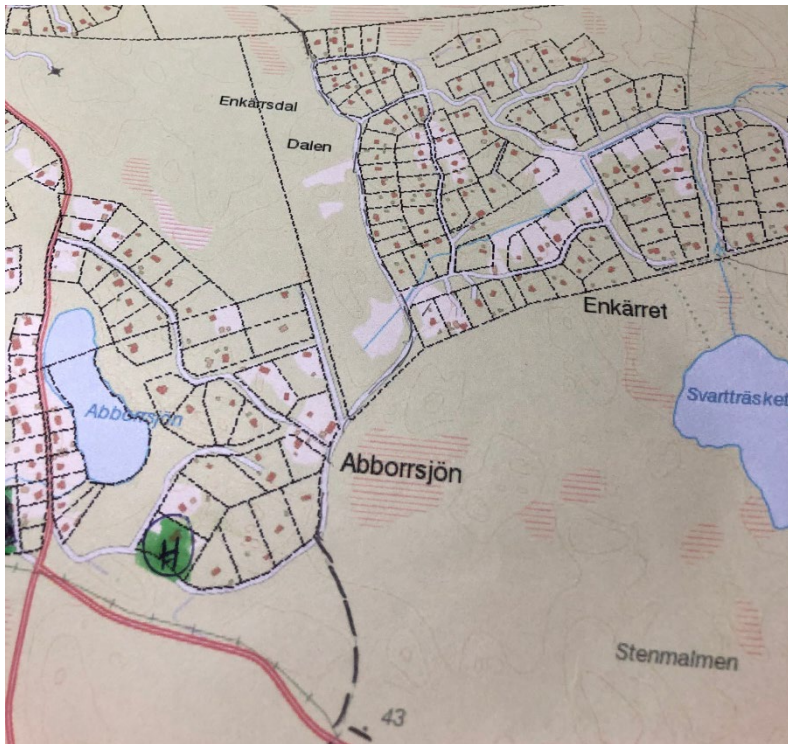 Enkärrsdal
Dalen
Enkärret
Svartträsket
Abborrsjön
Abborrsjön
H
Stenmalmen
43